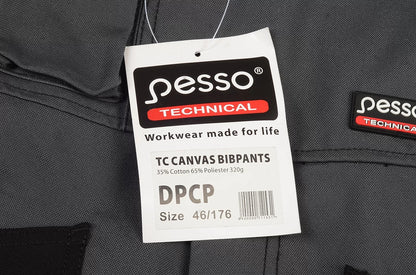 pesso®
TECHNICAL
Workwear made for life
TC CANVAS BIBPANTS
35% Cotton 65% Poliester 320g
DPCP
Size 46/176
pesso®
TECHNICAL